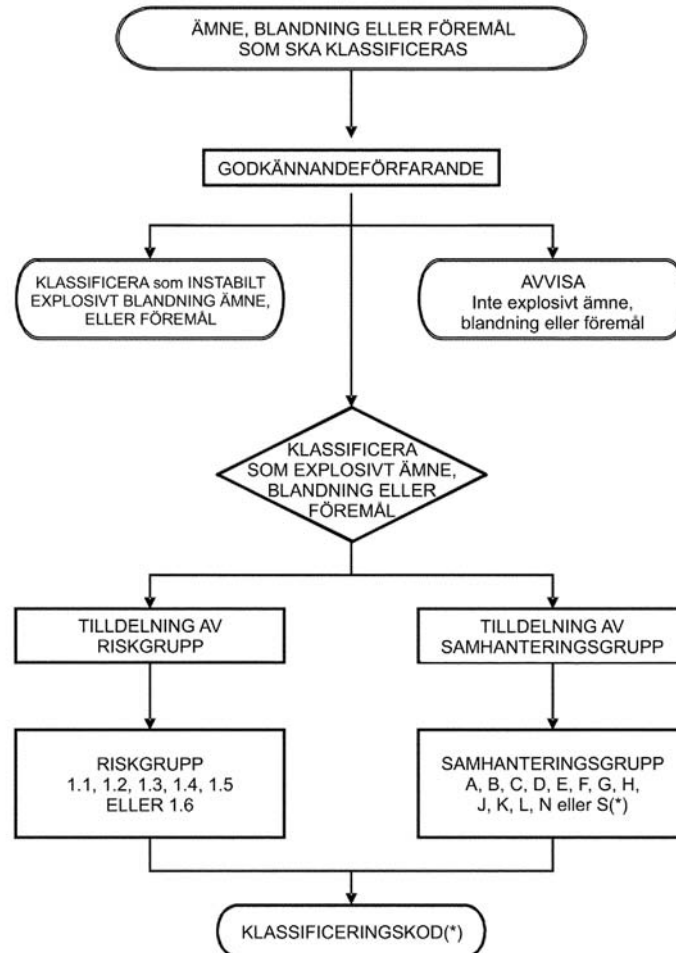 ÄMNE, BLANDNING ELLER FÖREMÅL
SOM SKA KLASSIFICERAS
GODKÄNNANDEFÖRFARANDE
KLASSIFICERA som INSTABILT
EXPLOSIVT BLANDNING ÄMNE,
ELLER FÖREMÅL
AVVISA
Inte explosivt ämne,
blandning eller föremål
KLASSIFICERA
SOM EXPLOSIVT ÄMNE,
BLANDNING ELLER
FÖREMÅL
TILLDELNING AV
RISKGRUPP
TILLDELNING AV
SAMHANTERINGSGRUPP
RISKGRUPP
1.1, 1.2, 1.3, 1.4, 1.5
ELLER 1.6
SAMHANTERINGSGRUPP
A, B, C, D, E, F, G, H,
J, K, L, N eller S(*)
KLASSIFICERINGSKOD(*)